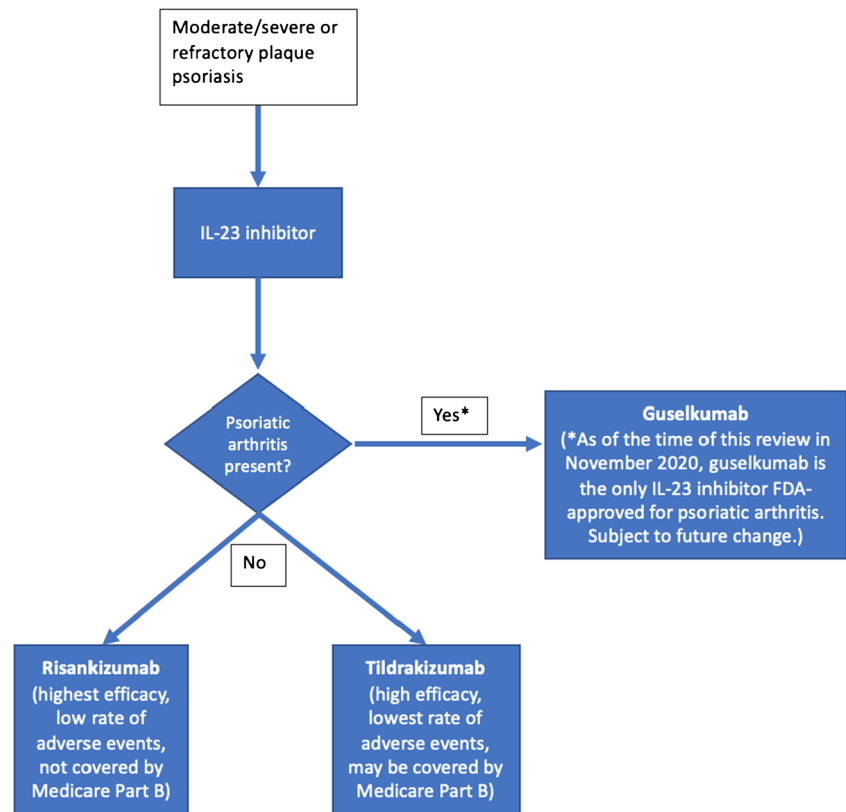 Moderate/severe or
refractory plaque
psoriasis
IL-23 inhibitor
Psoriatic
arthritis
present?
Yes*
Guselkumab
(*As of the time of this review in
November 2020, guselkumab is
the only IL-23 inhibitor FDA-
approved for psoriatic arthritis.
Subject to future change.)
No
Risankizumab
(highest efficacy,
low rate of
adverse events,
not covered by
Medicare Part B)
Tildrakizumab
(high efficacy,
lowest rate of
adverse events,
may be covered by
Medicare Part B)